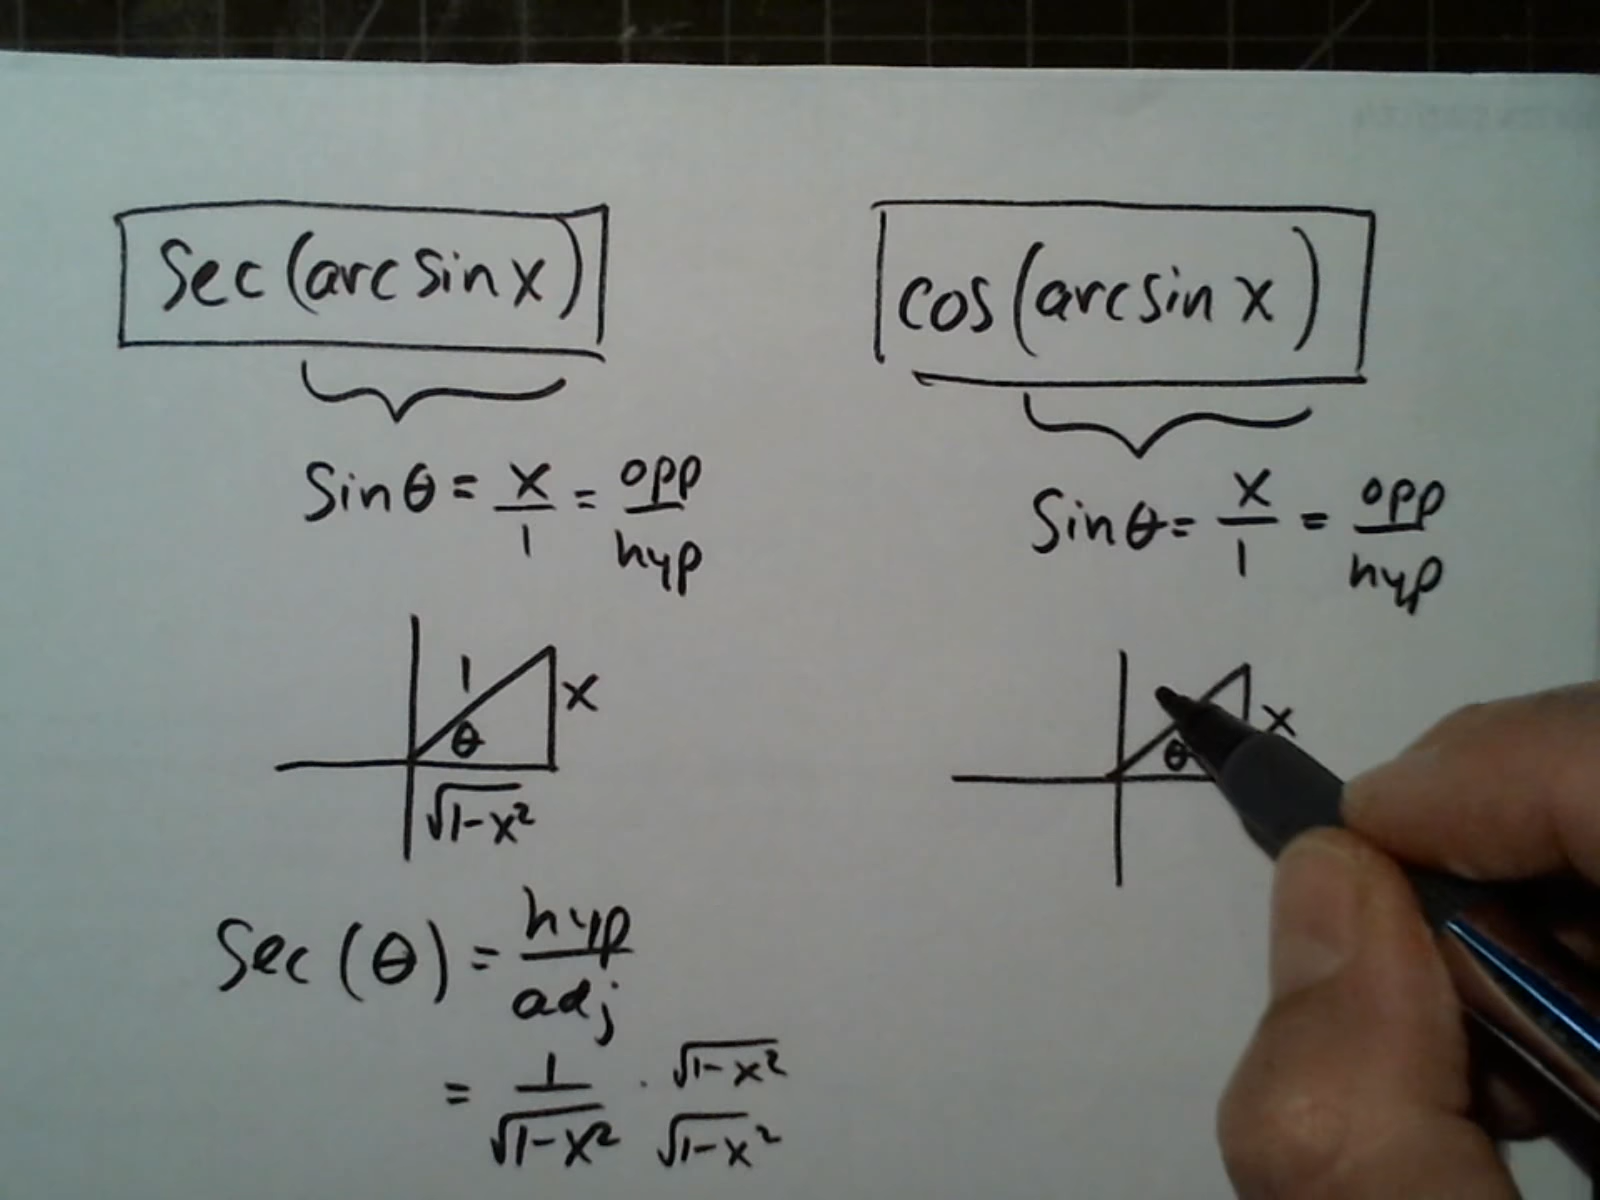 sec(arcsin x)
sinθ = x/1 = opp/hyp
1
x
θ
√1-x²
sec(θ) = hyp/adj
= 1/√1-x² · √1-x²/√1-x²
cos(arcsin x)
sinθ = x/1 = opp/hyp
x
θ